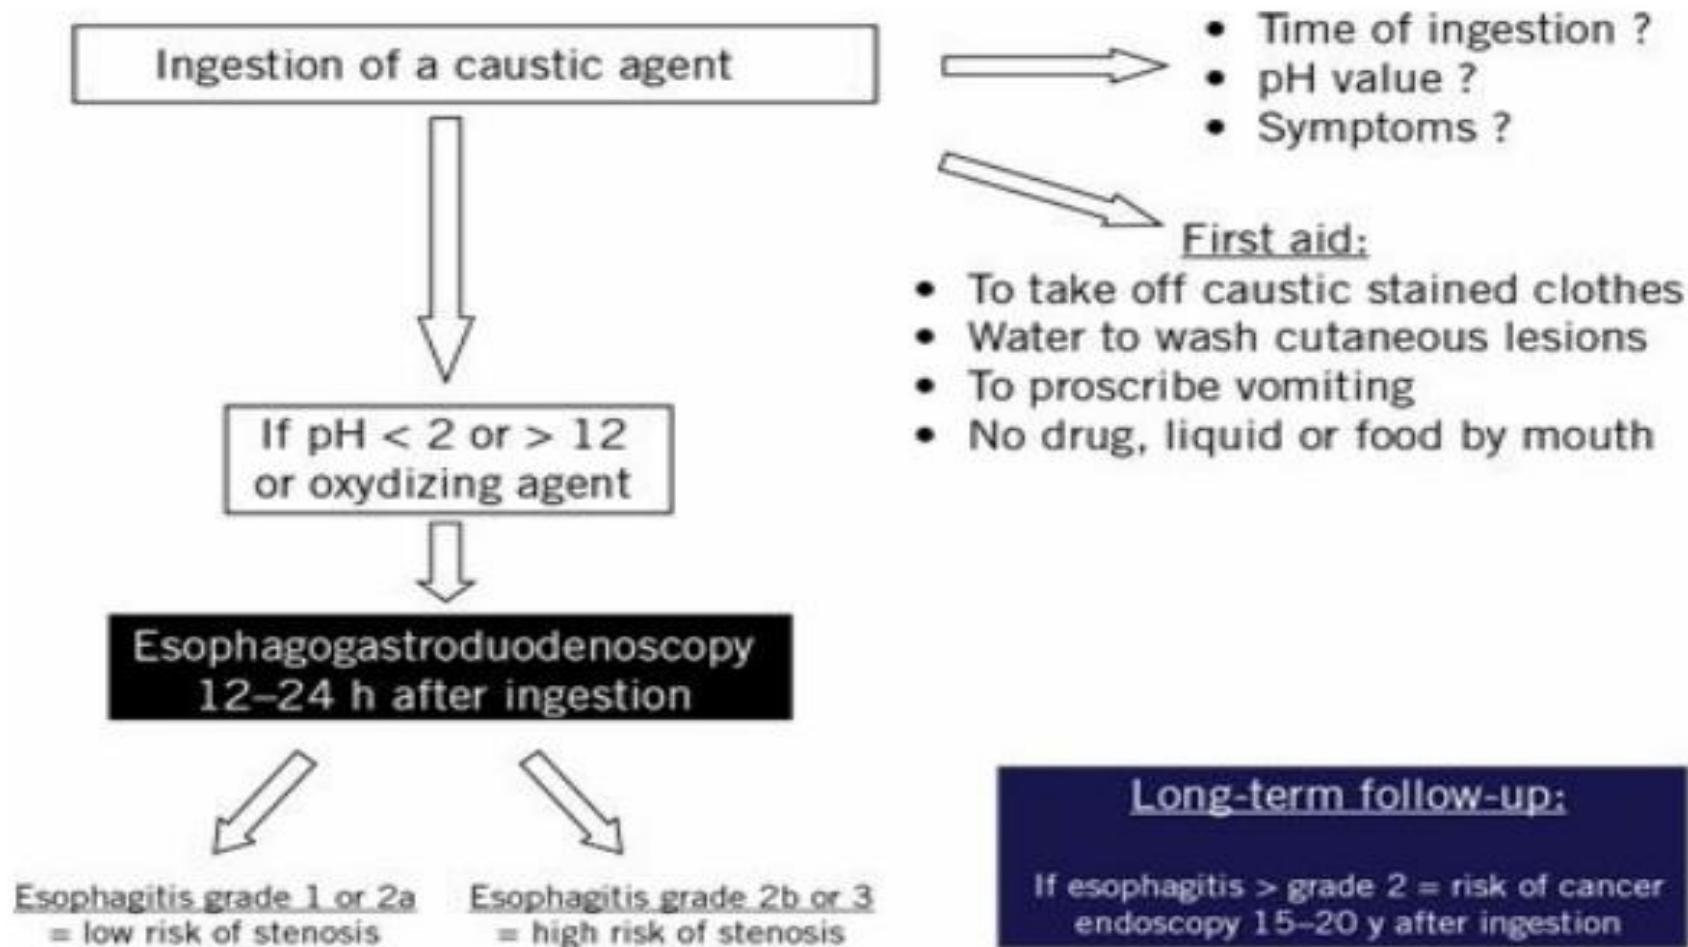 Ingestion of a caustic agent
• Time of ingestion ?
• pH value ?
• Symptoms ?
First aid:
• To take off caustic stained clothes
• Water to wash cutaneous lesions
• To proscribe vomiting
• No drug, liquid or food by mouth
If pH < 2 or > 12
or oxydizing agent
Esophagogastroduodenoscopy
12–24 h after ingestion
Esophagitis grade 1 or 2a
= low risk of stenosis
Esophagitis grade 2b or 3
= high risk of stenosis
Long-term follow-up:
If esophagitis > grade 2 = risk of cancer
endoscopy 15–20 y after ingestion